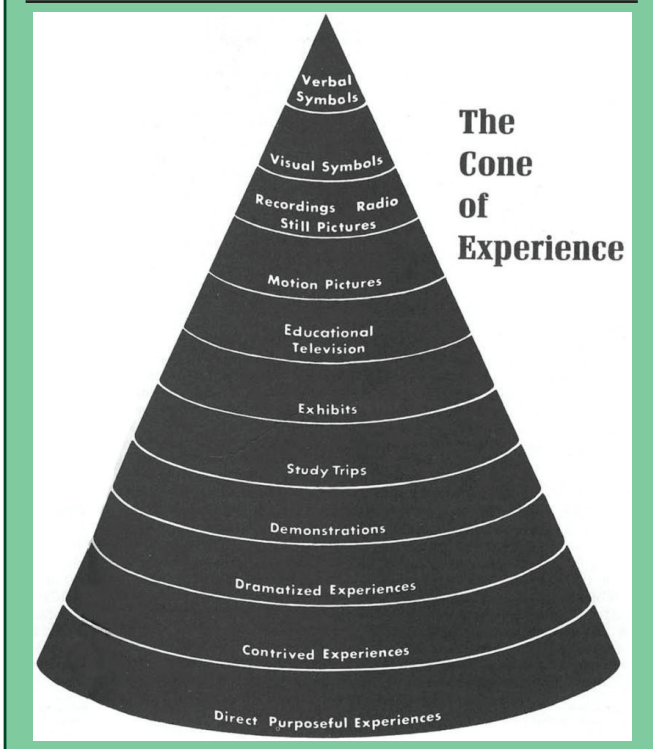 Verbal
Symbols
Visual Symbols
Recordings Radio
Still Pictures
Motion Pictures
Educational
Television
Exhibits
Study Trips
Demonstrations
Dramatized Experiences
Contrived Experiences
Direct Purposeful Experiences
The
Cone
of
Experience